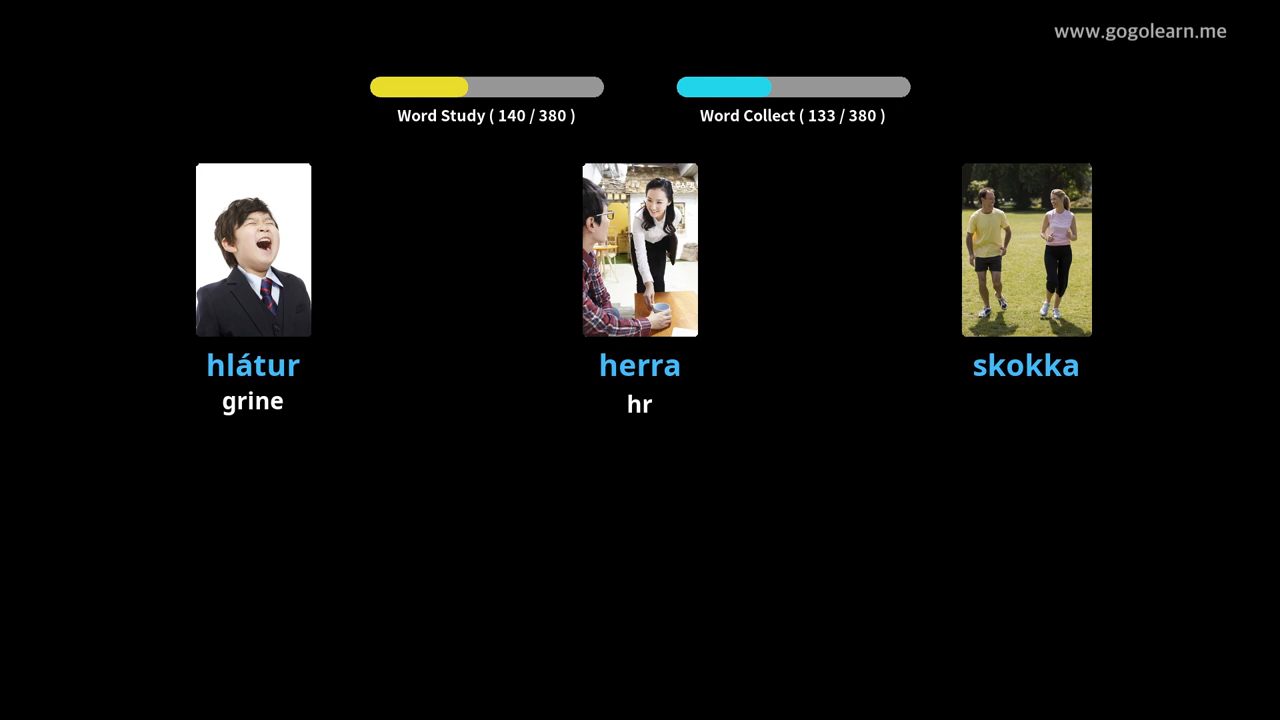 www.gogolearn.me
Word Study ( 140 / 380 )
Word Collect ( 133 / 380 )
hlátur
herra
skokka
grine
hr